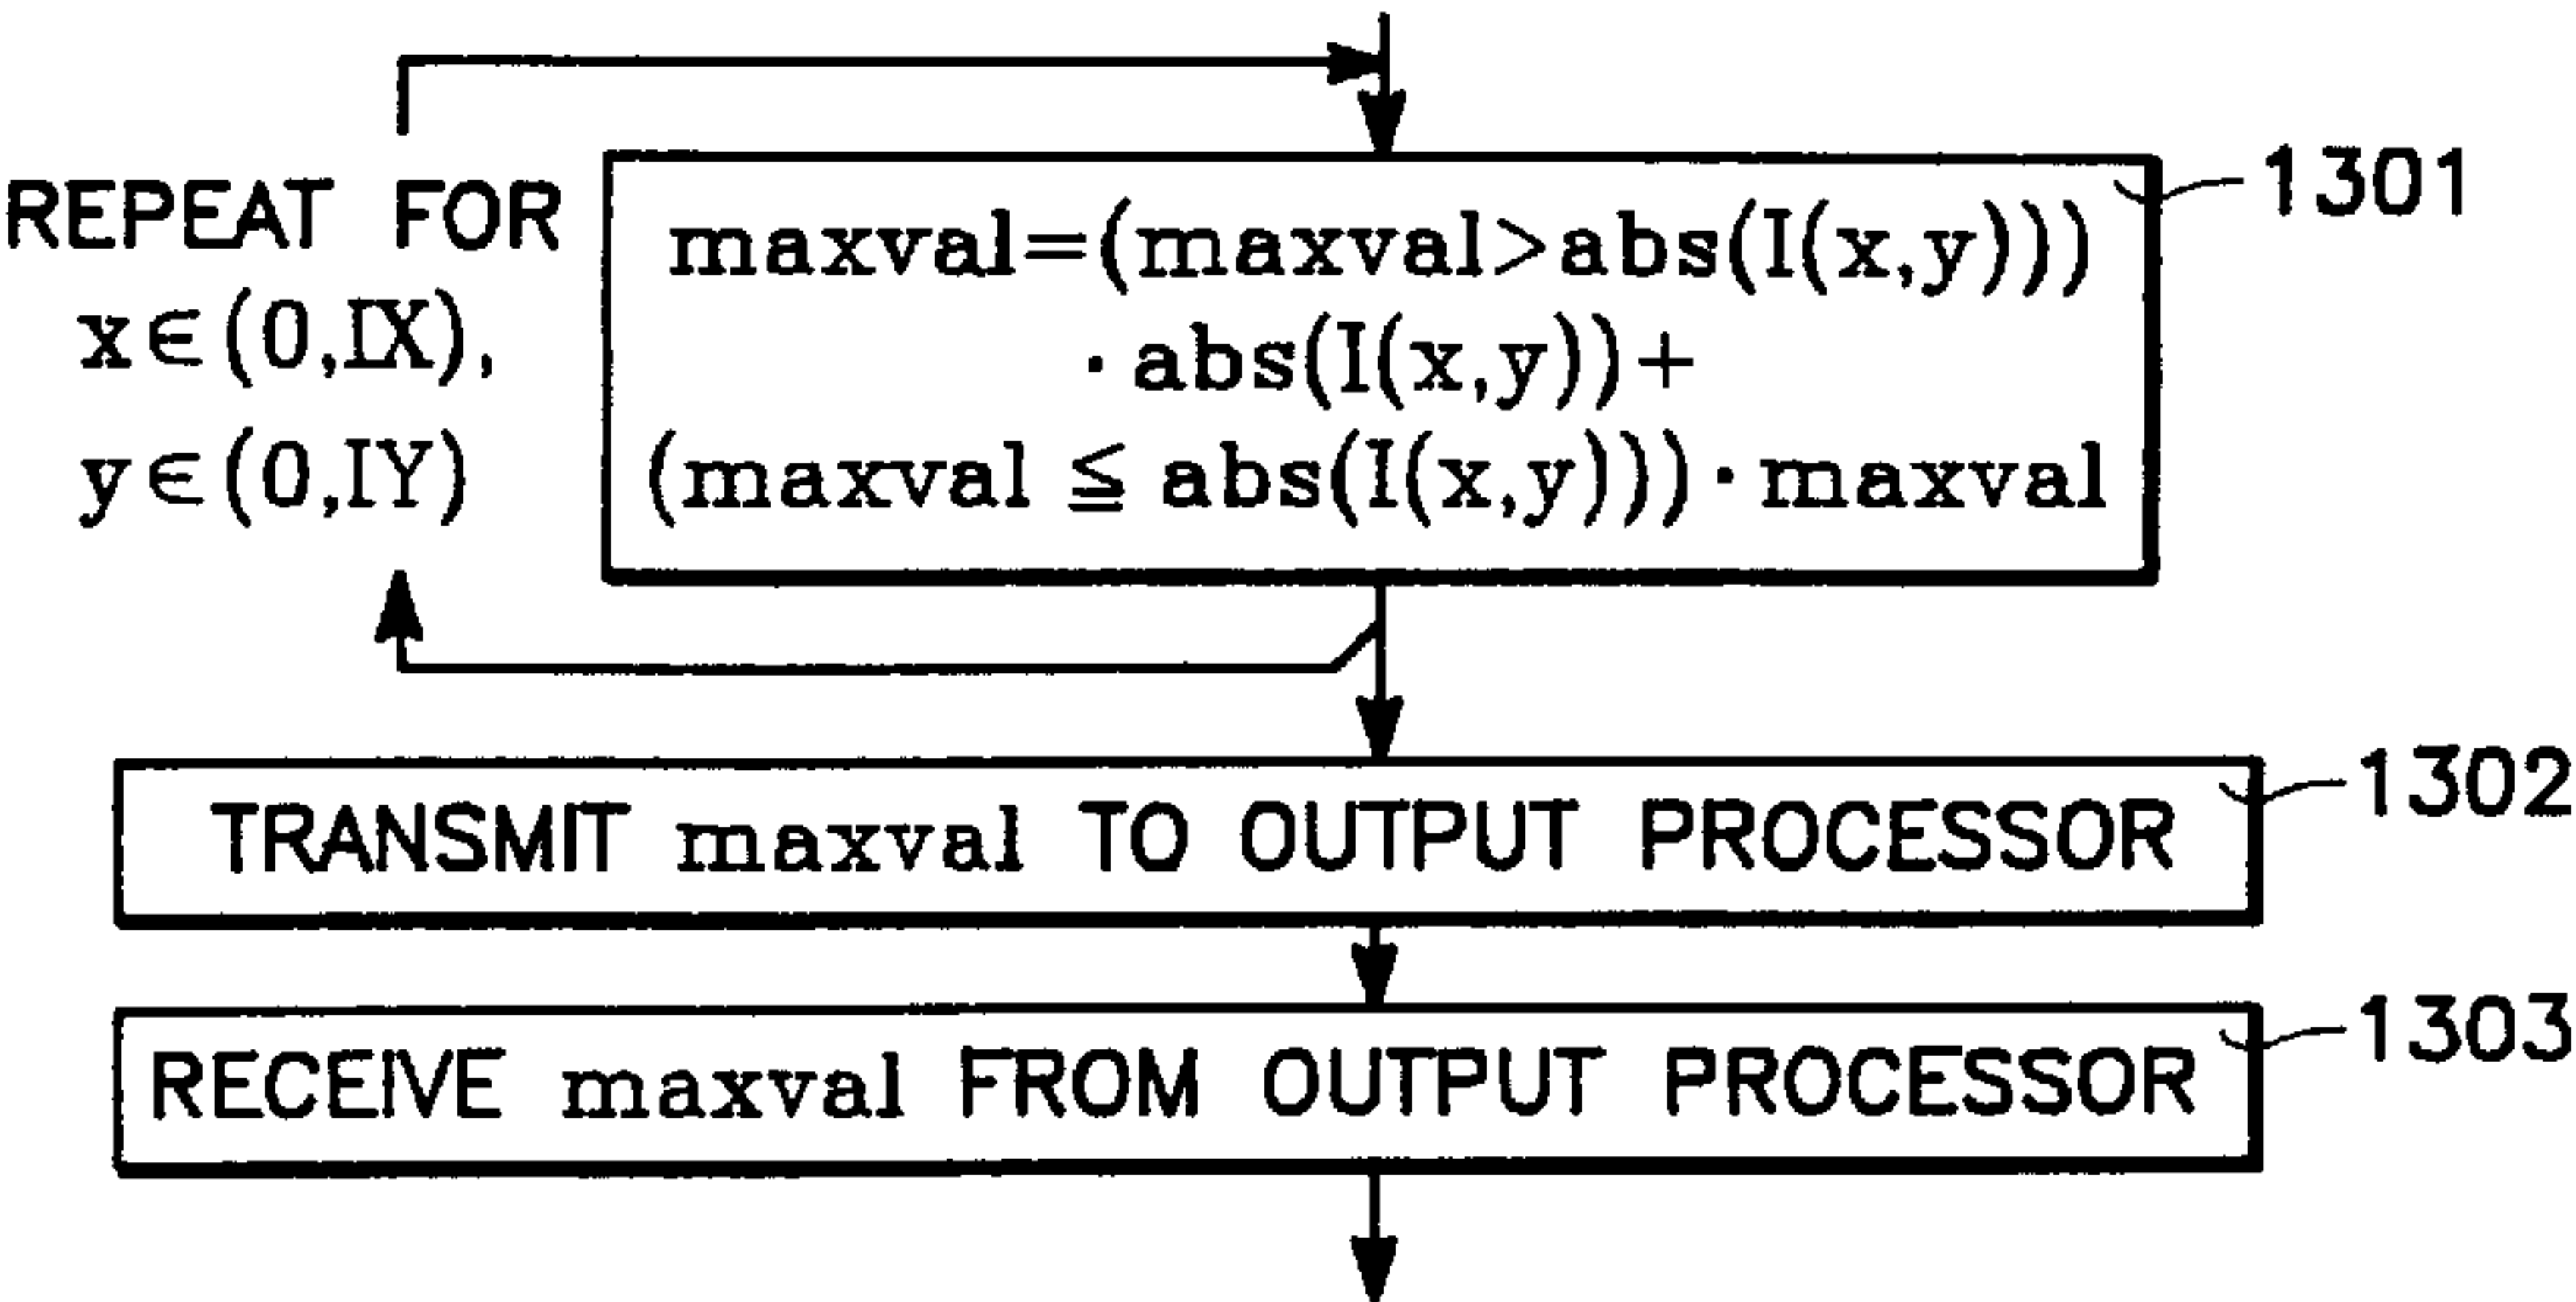 REPEAT FOR
x∈(0,IX),
y∈(0,IY)
maxval=(maxval>abs(I(x,y)))
·abs(I(x,y))+
(maxval ≦ abs(I(x,y)))·maxval
1301
TRANSMIT maxval TO OUTPUT PROCESSOR
1302
RECEIVE maxval FROM OUTPUT PROCESSOR
1303